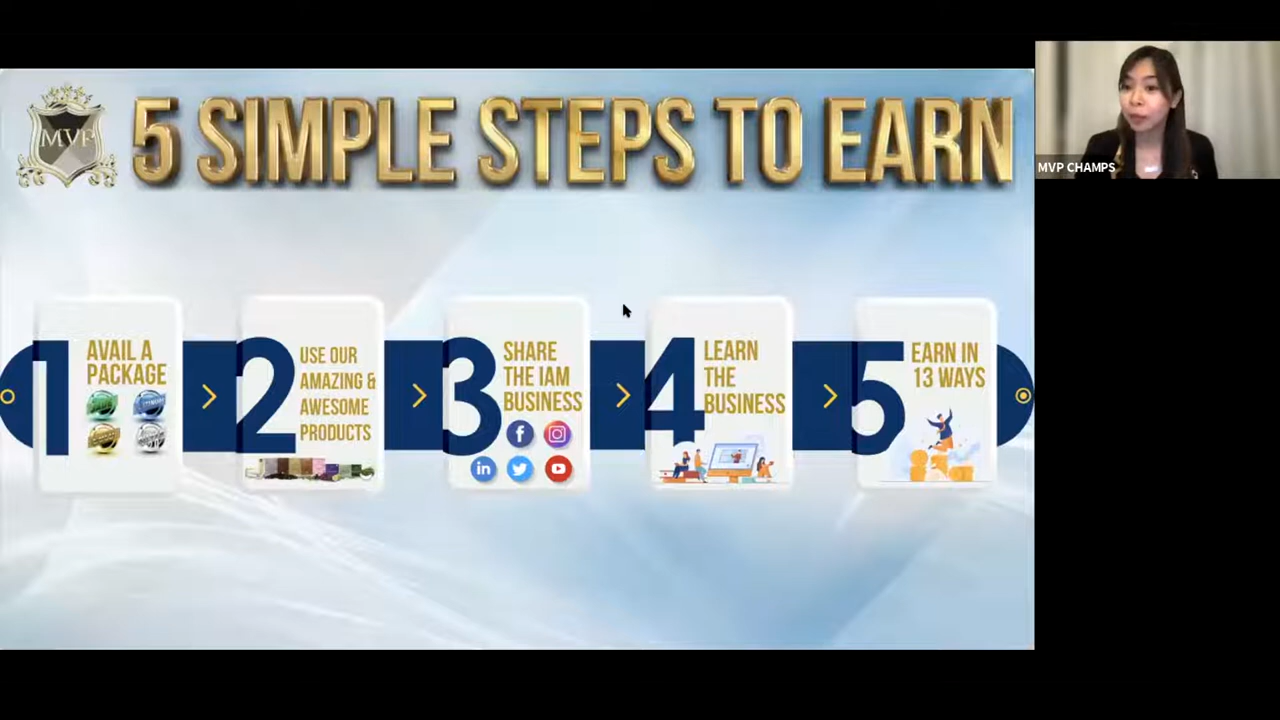 MVP
5 SIMPLE STEPS TO EARN
MVP CHAMPS
1
AVAIL A
PACKAGE
2
USE OUR
AMAZING &
AWESOME
PRODUCTS
3
SHARE
THE IAM
BUSINESS
4
LEARN
THE
BUSINESS
5
EARN IN
13 WAYS